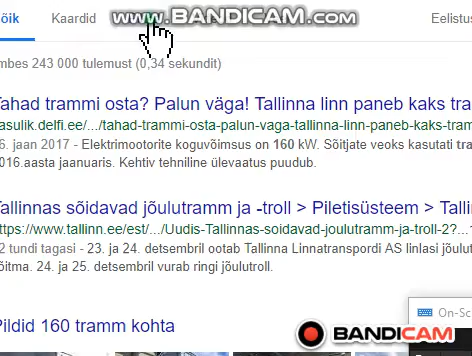 õik Kaardid www.BANDICAM.com Eelistus
mbes 243 000 tulemust (0,34 sekundit)
Tahad trammi osta? Palun väga! Tallinna linn paneb kaks tra
asulik.delfi.ee/.../tahad-trammi-osta-palun-vaga-tallinna-linn-paneb-kaks-tram
6. jaan 2017 - Elektrimootorite koguvõimsus on 160 kW. Sõitjate veoks kasutati tra
016.aasta jaanuaris. Kehtiv tehniline ülevaatus puudub.
Tallinnas sõidavad jõulutramm ja -troll > Piletisüsteem > Tallin
ttps://www.tallinn.ee/est/.../Uudis-Tallinnas-soidavad-joulutramm-ja-troll-2?...
2 tundi tagasi - 23. ja 24. detsembril ootab Tallinna Linnatranspordi AS linlasi jõulut
õitma. 24. ja 25. detsembril vurab ringi jõulutroll.
Pildid 160 tramm kohta
On-Sc
BANDICAM